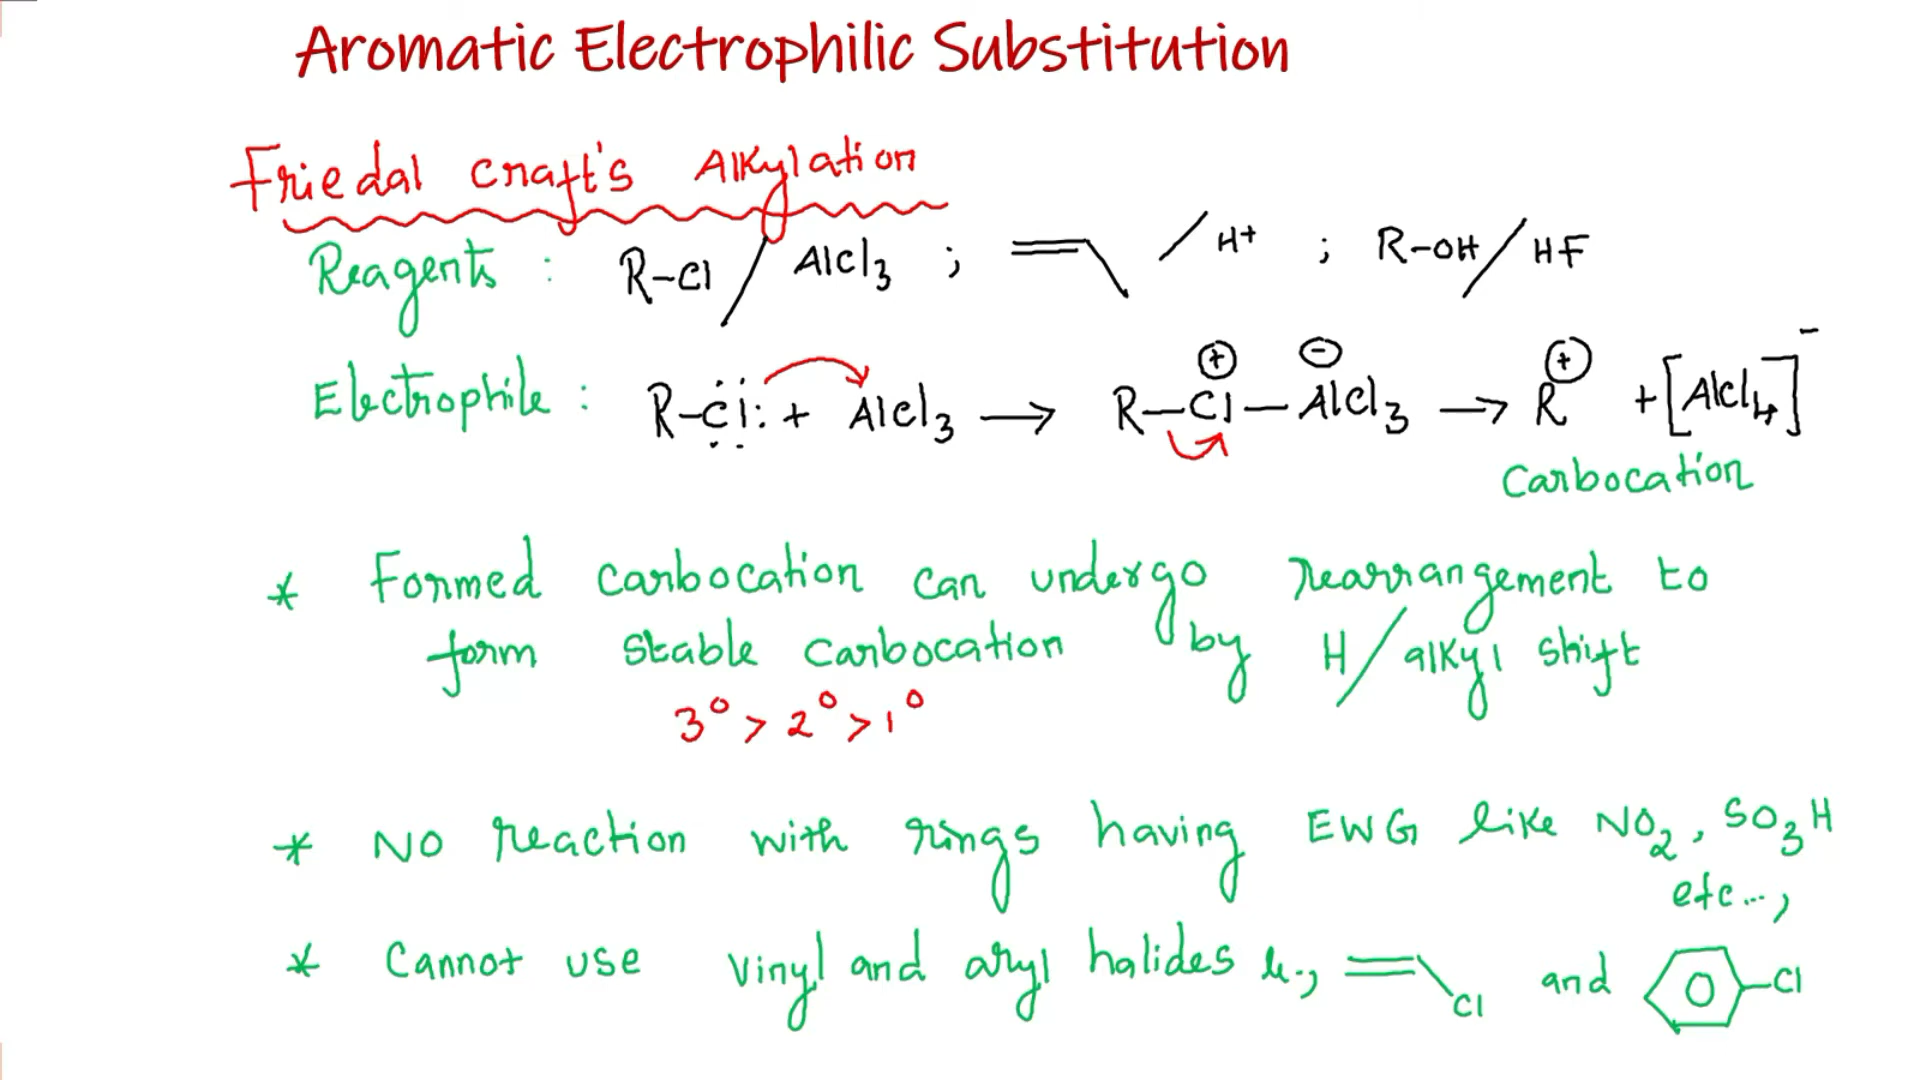 Aromatic Electrophilic Substitution
Friedal craft's Alkylation
Reagents : R-Cl / AlCl3 ; / H+ ; R-OH / HF
Electrophile : R-Cl: + AlCl3 → R-Cl-AlCl3 → R + [AlCl4]-
⊕ ⊖ ⊕
Carbocation
* Formed carbocation can undergo rearrangement to
form stable carbocation by H/alkyl shift
3° > 2° > 1°
* NO reaction with rings having EWG like NO2, SO3H
etc..,
* Cannot use vinyl and aryl halides Cl and Cl